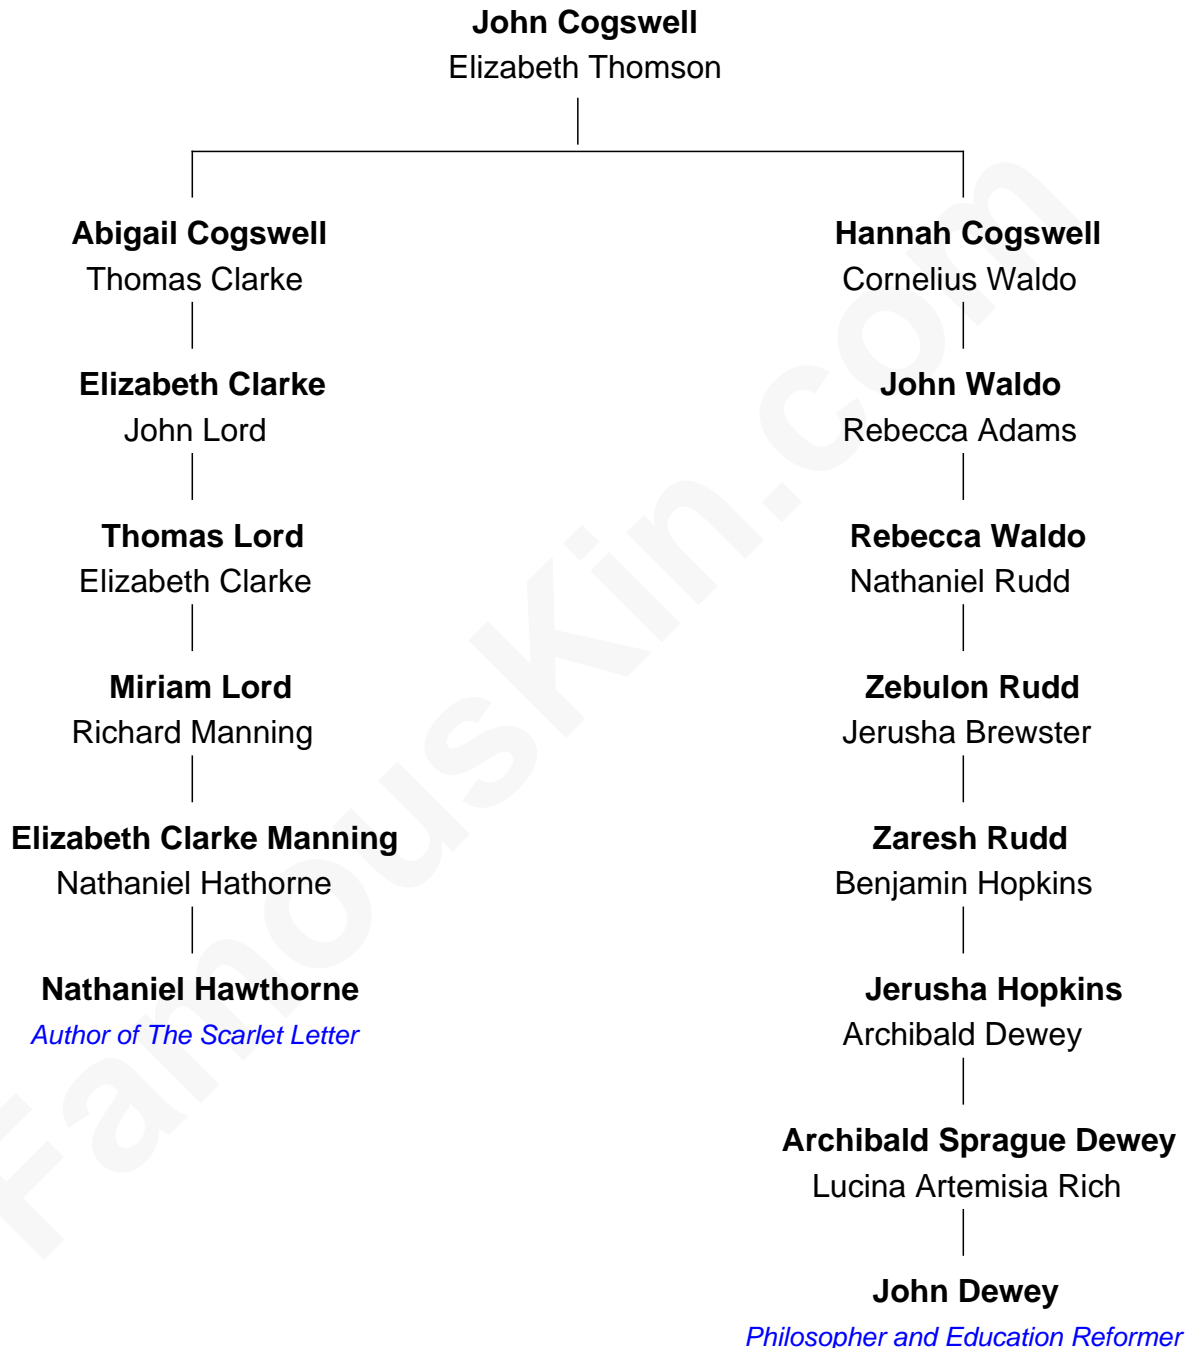 John Cogswell
Elizabeth Thomson
Abigail Cogswell
Thomas Clarke
Hannah Cogswell
Cornelius Waldo
Elizabeth Clarke
John Lord
John Waldo
Rebecca Adams
Thomas Lord
Elizabeth Clarke
Rebecca Waldo
Nathaniel Rudd
Miriam Lord
Richard Manning
Zebulon Rudd
Jerusha Brewster
Elizabeth Clarke Manning
Nathaniel Hathorne
Zaresh Rudd
Benjamin Hopkins
Nathaniel Hawthorne
Author of The Scarlet Letter
Jerusha Hopkins
Archibald Dewey
Archibald Sprague Dewey
Lucina Artemisia Rich
John Dewey
Philosopher and Education Reformer
FamousKin.com